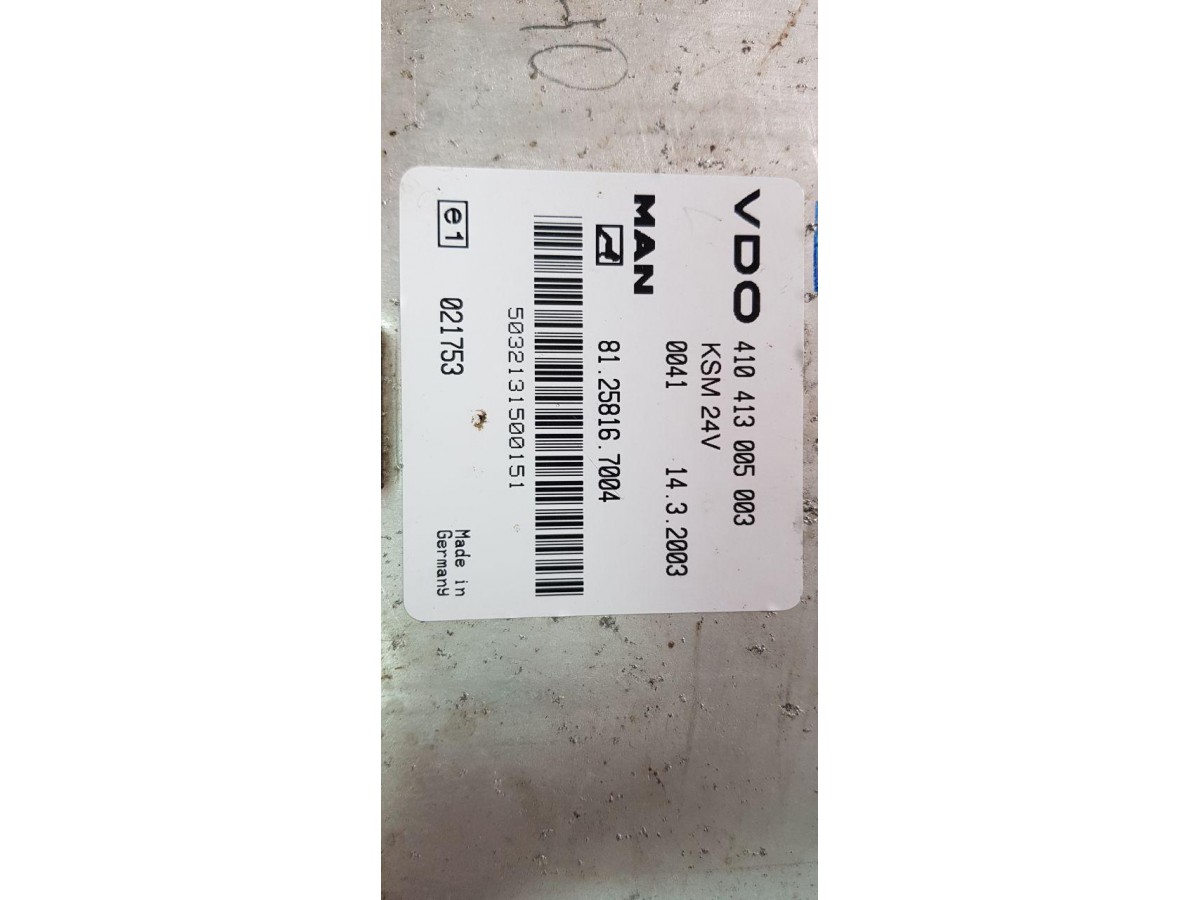 VDO 410 413 005 003
KSM 24V
0041 14.3.2003
MAN
81.25816.7004
5032131500151
e1 021753
Made in
Germany